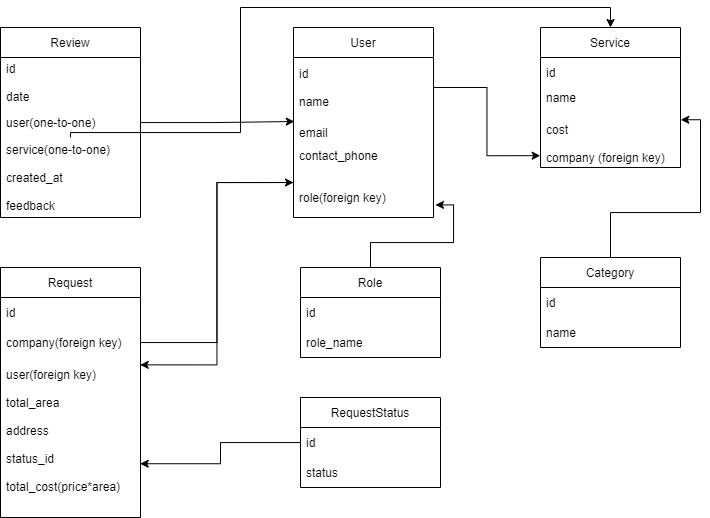 Review
id
date
user(one-to-one)
service(one-to-one)
created_at
feedback
User
id
name
email
contact_phone
role(foreign key)
Service
id
name
cost
company (foreign key)
Request
id
company(foreign key)
user(foreign key)
total_area
address
status_id
total_cost(price*area)
Role
id
role_name
Category
id
name
RequestStatus
id
status